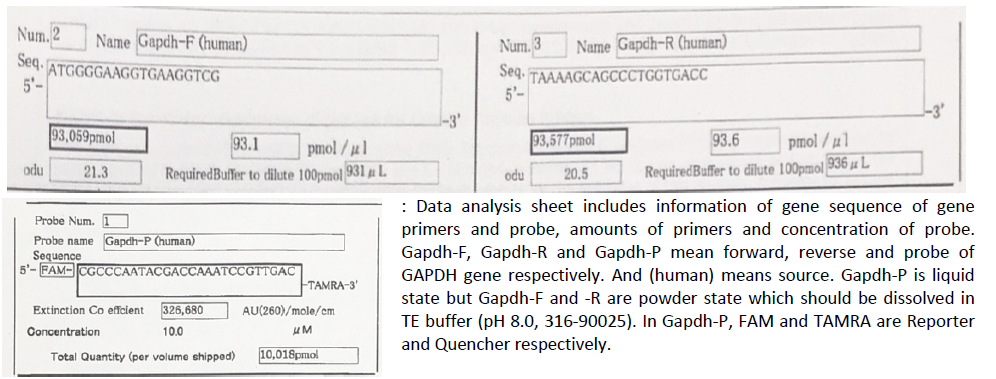 Num. 2 Name Gapdh-F (human)
Seq.
5'- ATGGGGAAGGTGAAGGTCG -3'
93,059pmol 93.1 pmol/μl
odu 21.3 RequiredBuffer to dilute 100pmol 931 μL
Num. 3 Name Gapdh-R (human)
Seq.
5'- TAAAAGCAGCCCTGGTGACC -3'
93,577pmol 93.6 pmol/μl
odu 20.5 RequiredBuffer to dilute 100pmol 936 μL
Probe Num. 1
Probe name Gapdh-P (human)
Sequence
5'- FAM- CGCCCAATACGACCAAATCCGTTGAC -TAMRA-3'
Extinction Co effcient 326,680 AU(260)/mole/cm
Concentration 10.0 μM
Total Quantity (per volume shipped) 10,018pmol
: Data analysis sheet includes information of gene sequence of gene
primers and probe, amounts of primers and concentration of probe.
Gapdh-F, Gapdh-R and Gapdh-P mean forward, reverse and probe of
GAPDH gene respectively. And (human) means source. Gapdh-P is liquid
state but Gapdh-F and -R are powder state which should be dissolved in
TE buffer (pH 8.0, 316-90025). In Gapdh-P, FAM and TAMRA are Reporter
and Quencher respectively.